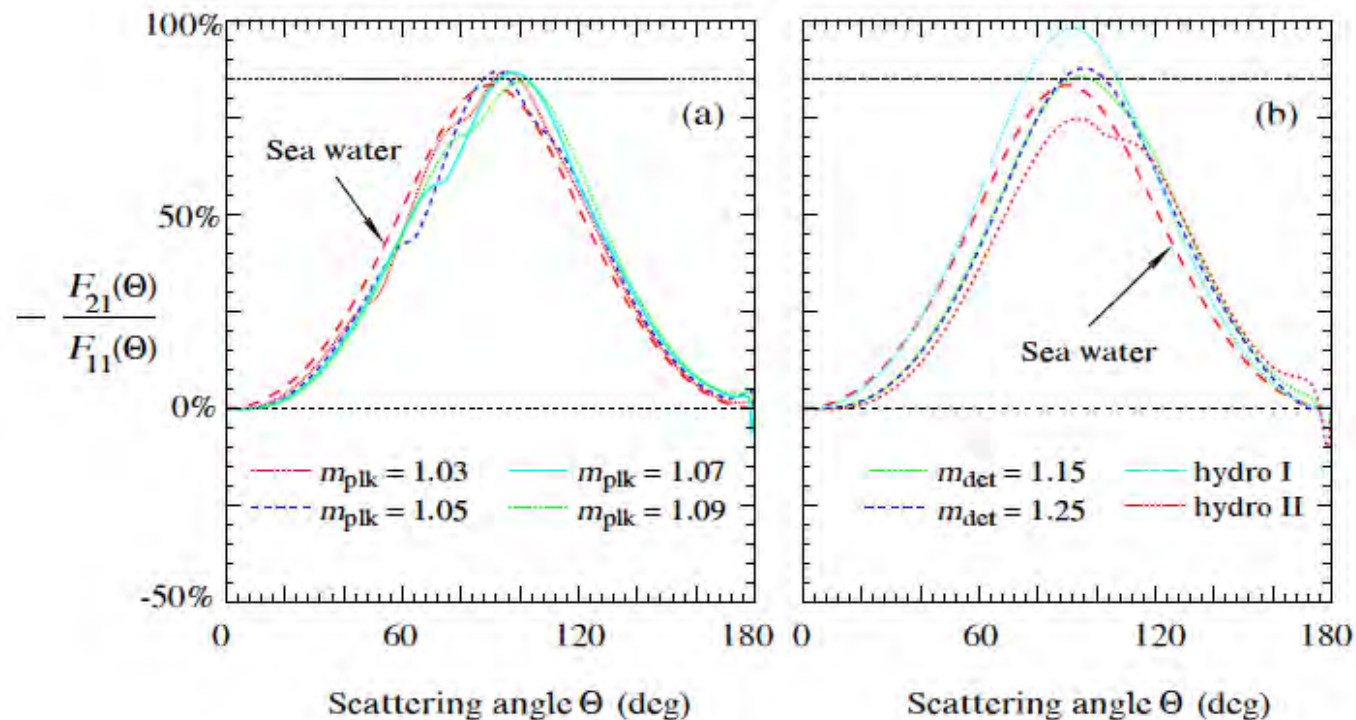 100%
50%
0%
-50%
− F21(Θ)
F11(Θ)
(a)
Sea water
mplk = 1.03
mplk = 1.07
mplk = 1.05
mplk = 1.09
0 60 120 180
Scattering angle Θ (deg)
(b)
Sea water
mdet = 1.15
hydro I
mdet = 1.25
hydro II
0 60 120 180
Scattering angle Θ (deg)